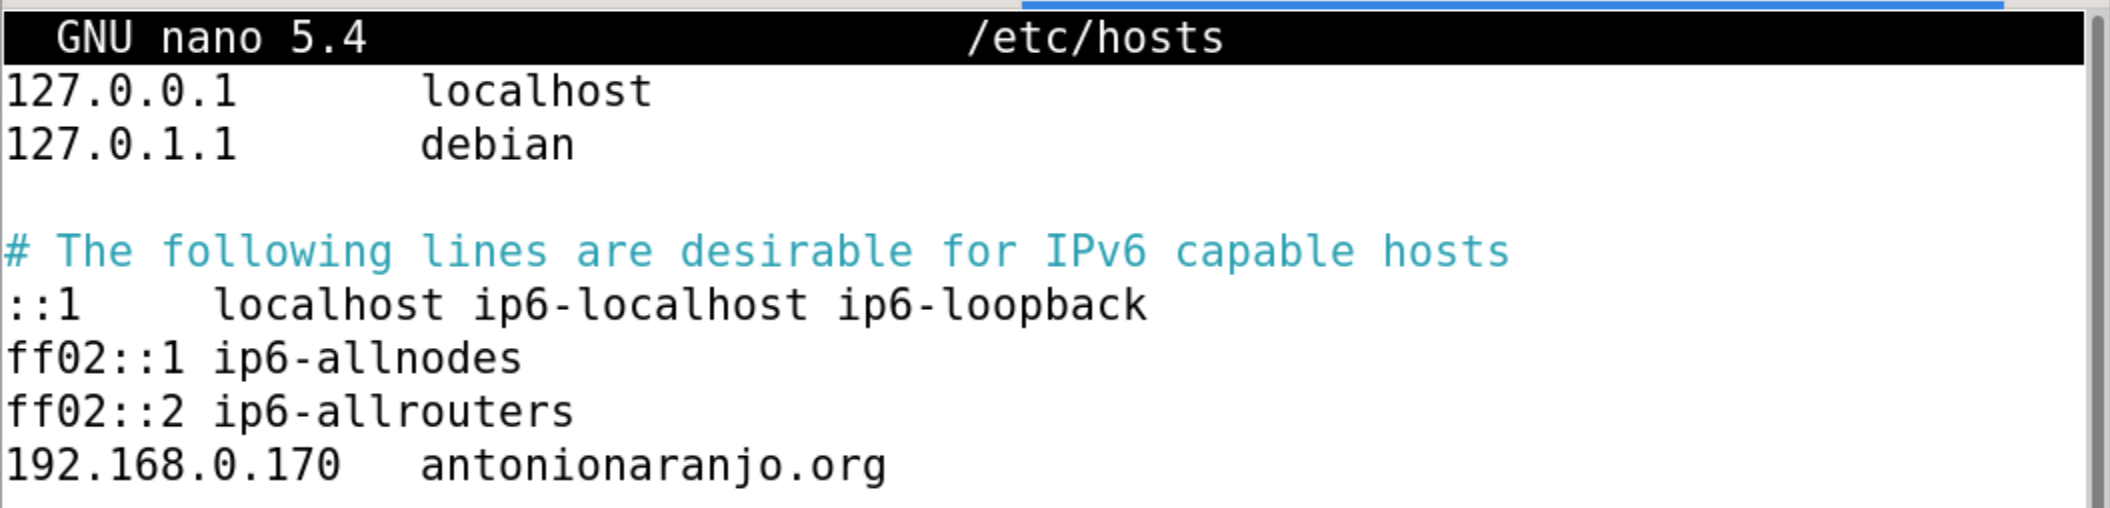 GNU nano 5.4 /etc/hosts
127.0.0.1 localhost
127.0.1.1 debian
# The following lines are desirable for IPv6 capable hosts
::1 localhost ip6-localhost ip6-loopback
ff02::1 ip6-allnodes
ff02::2 ip6-allrouters
192.168.0.170 antonionaranjo.org